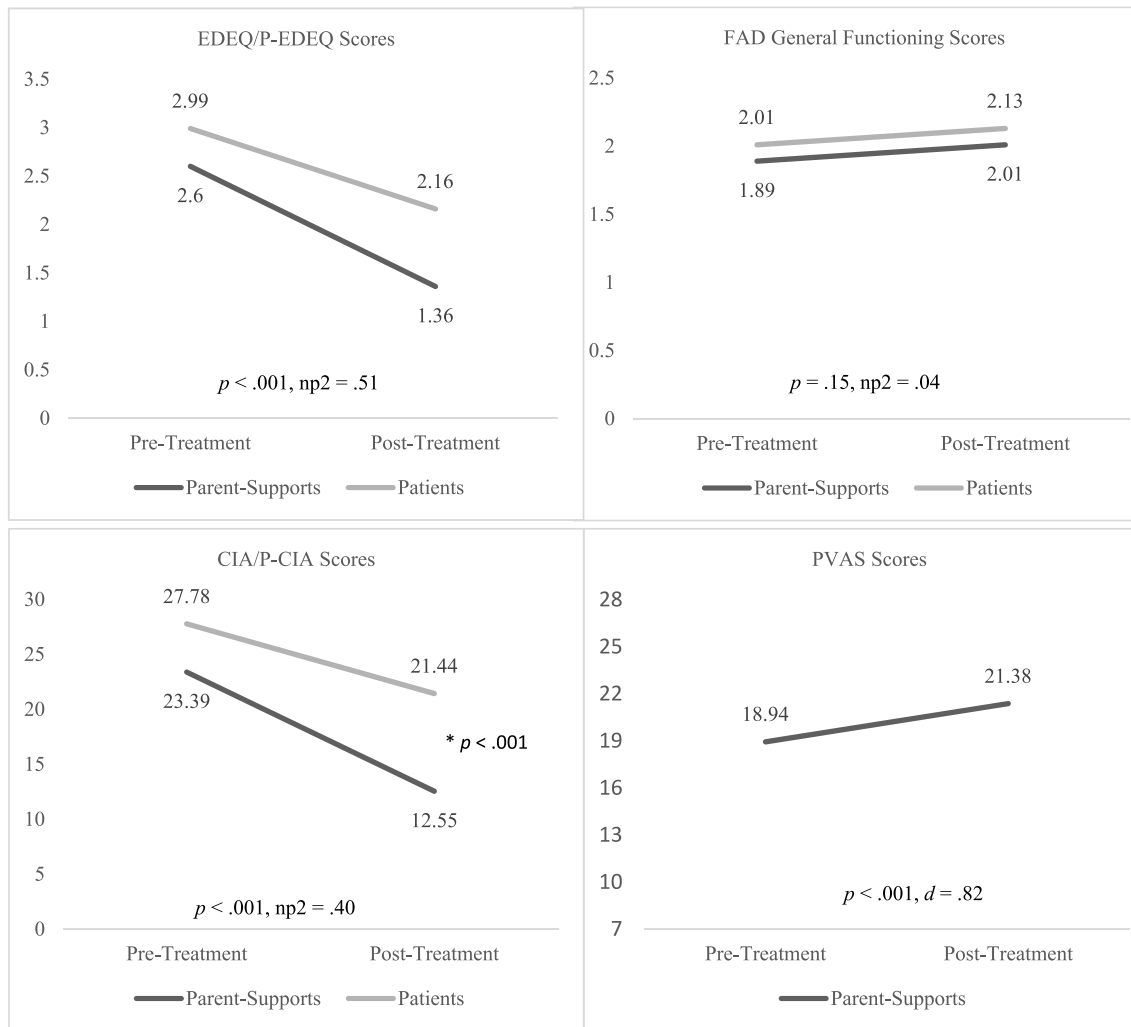 EDEQ/P-EDEQ Scores
3.5
3
2.5
2
1.5
1
0.5
0
2.99
2.6
2.16
1.36
p < .001, np2 = .51
Pre-Treatment Post-Treatment
Parent-Supports Patients
FAD General Functioning Scores
2.5
2
1.5
1
0.5
0
2.01
1.89
2.13
2.01
p = .15, np2 = .04
Pre-Treatment Post-Treatment
Parent-Supports Patients
CIA/P-CIA Scores
30
25
20
15
10
5
0
27.78
23.39
21.44
* p < .001
12.55
p < .001, np2 = .40
Pre-Treatment Post-Treatment
Parent-Supports Patients
PVAS Scores
28
25
22
19
16
13
10
7
18.94
21.38
p < .001, d = .82
Pre-Treatment Post-Treatment
Parent-Supports